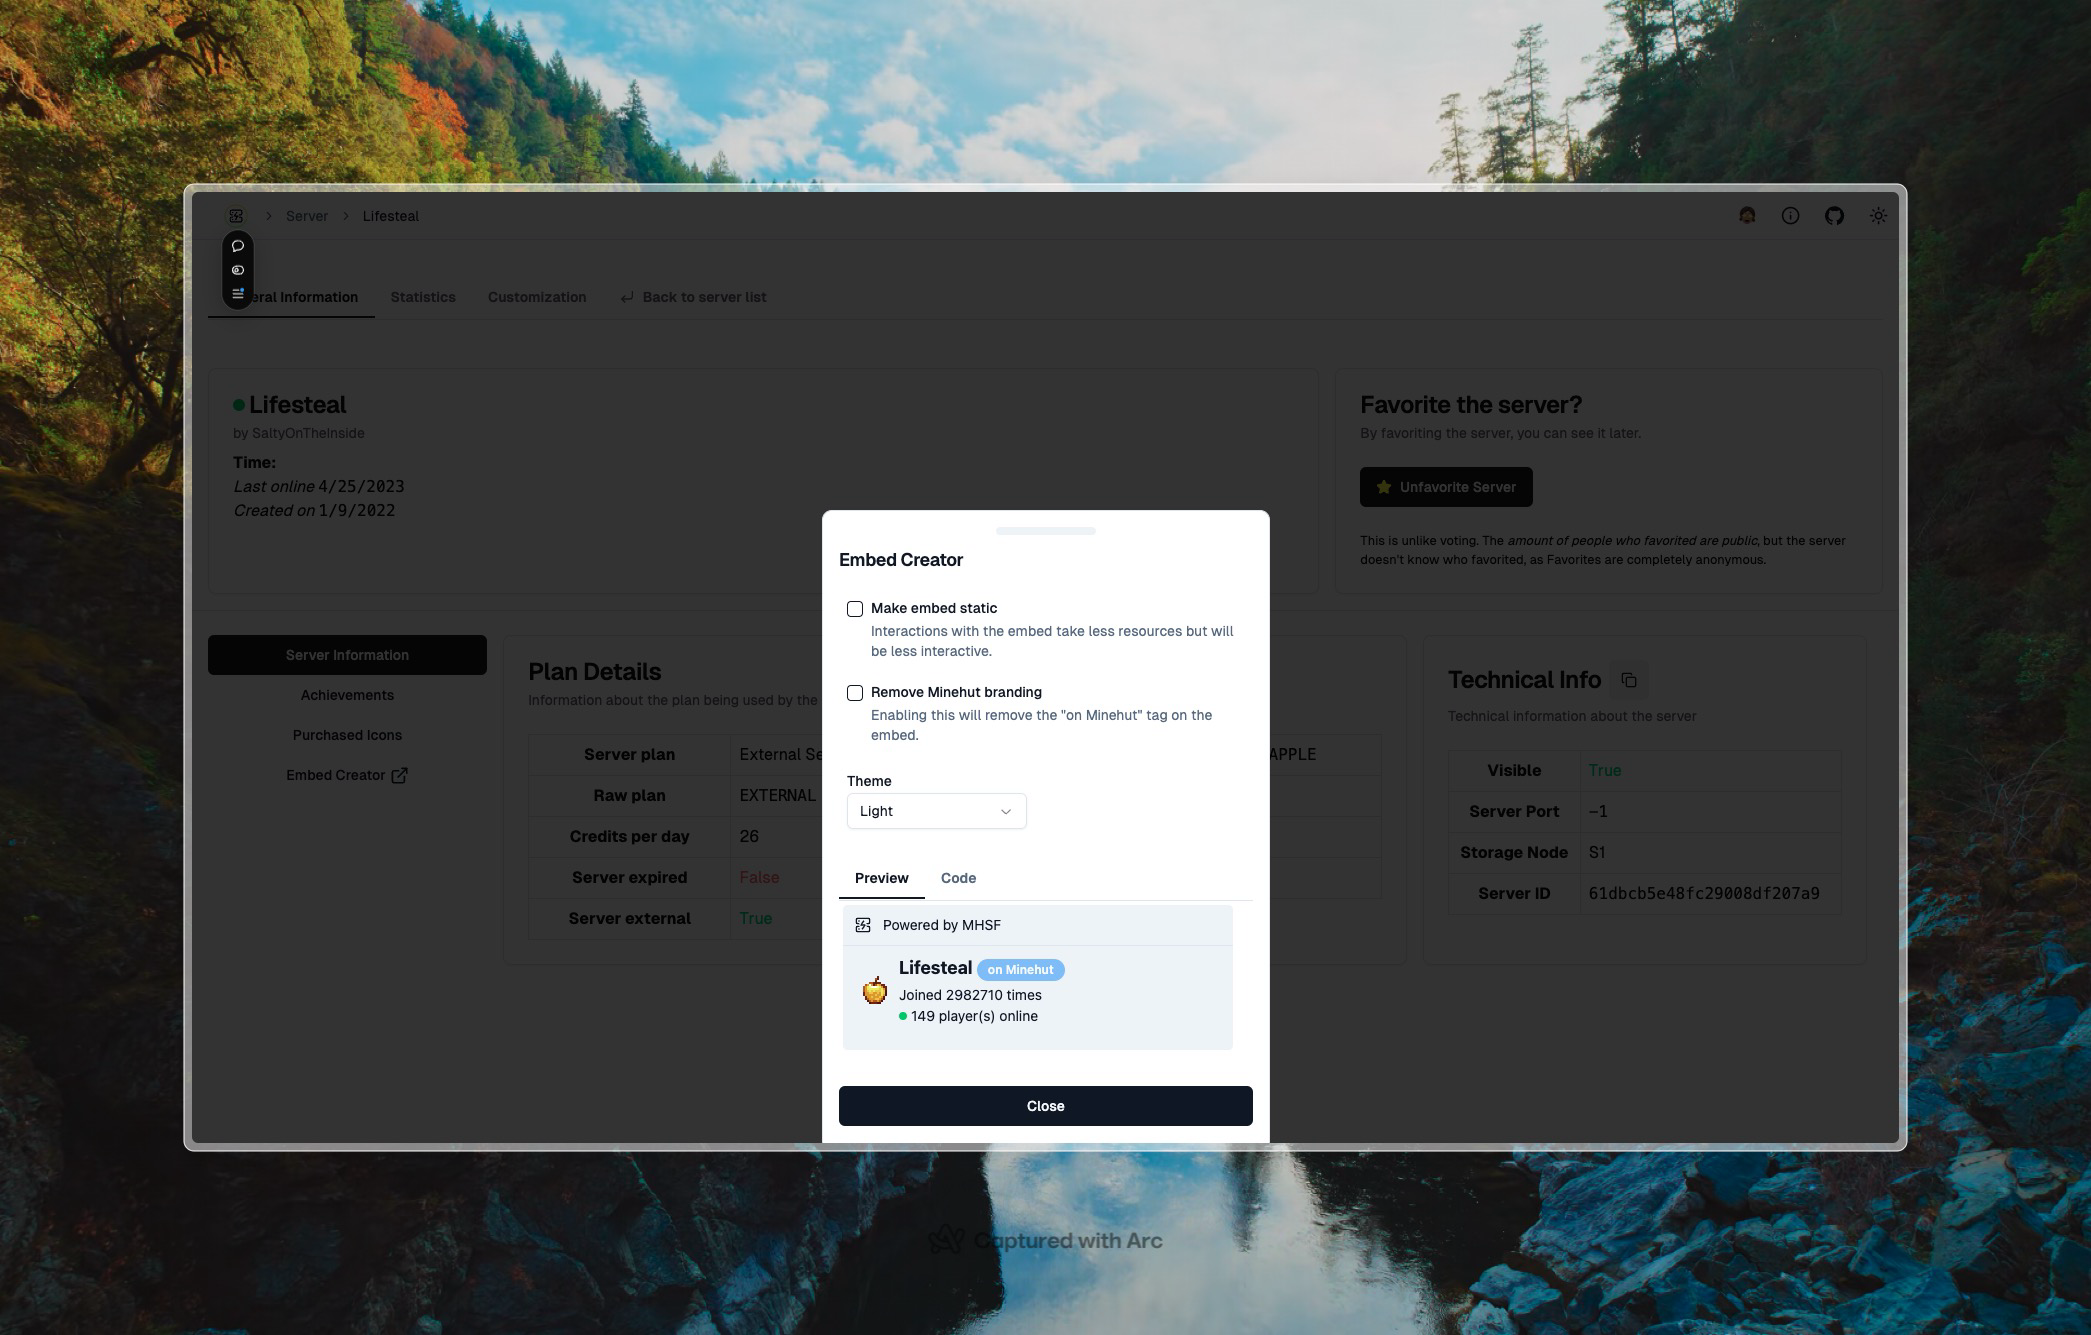 Server
Lifesteal
eral Information
Statistics
Customization
Back to server list
Lifesteal
by SaltyOnTheInside
Time:
Last online 4/25/2023
Created on 1/9/2022
Favorite the server?
By favoriting the server, you can see it later.
Unfavorite Server
This is unlike voting. The amount of people who favorited are public, but the server
doesn't know who favorited, as Favorites are completely anonymous.
Server Information
Achievements
Purchased Icons
Embed Creator
Plan Details
Information about the plan being used by the
Server plan External Se
APPLE
Raw plan EXTERNAL
Credits per day 26
Server expired False
Server external True
Technical Info
Technical information about the server
Visible True
Server Port -1
Storage Node S1
Server ID 61dbcb5e48fc29008df207a9
Embed Creator
Make embed static
Interactions with the embed take less resources but will
be less interactive.
Remove Minehut branding
Enabling this will remove the "on Minehut" tag on the
embed.
Theme
Light
Preview
Code
Powered by MHSF
Lifesteal on Minehut
Joined 2982710 times
149 player(s) online
Close
Captured with Arc